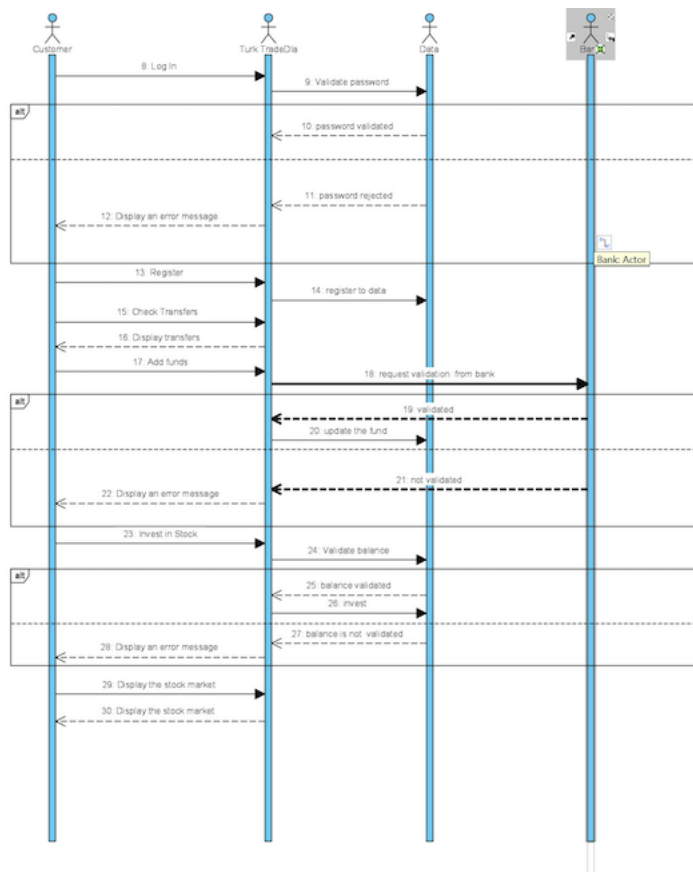 Customer
Turk TradeDia
Data
8: Log In
9: Validate password
alt
10: password validated
11: password rejected
12: Display an error message
Bank: Actor
13: Register
14: register to data
15: Check Transfers
16: Display transfers
17: Add funds
18: request validation from bank
alt
19: validated
20: update the fund
21: not validated
22: Display an error message
23: Invest in Stock
24: Validate balance
alt
25: balance validated
26: invest
27: balance is not validated
28: Display an error message
29: Display the stock market
30: Display the stock market